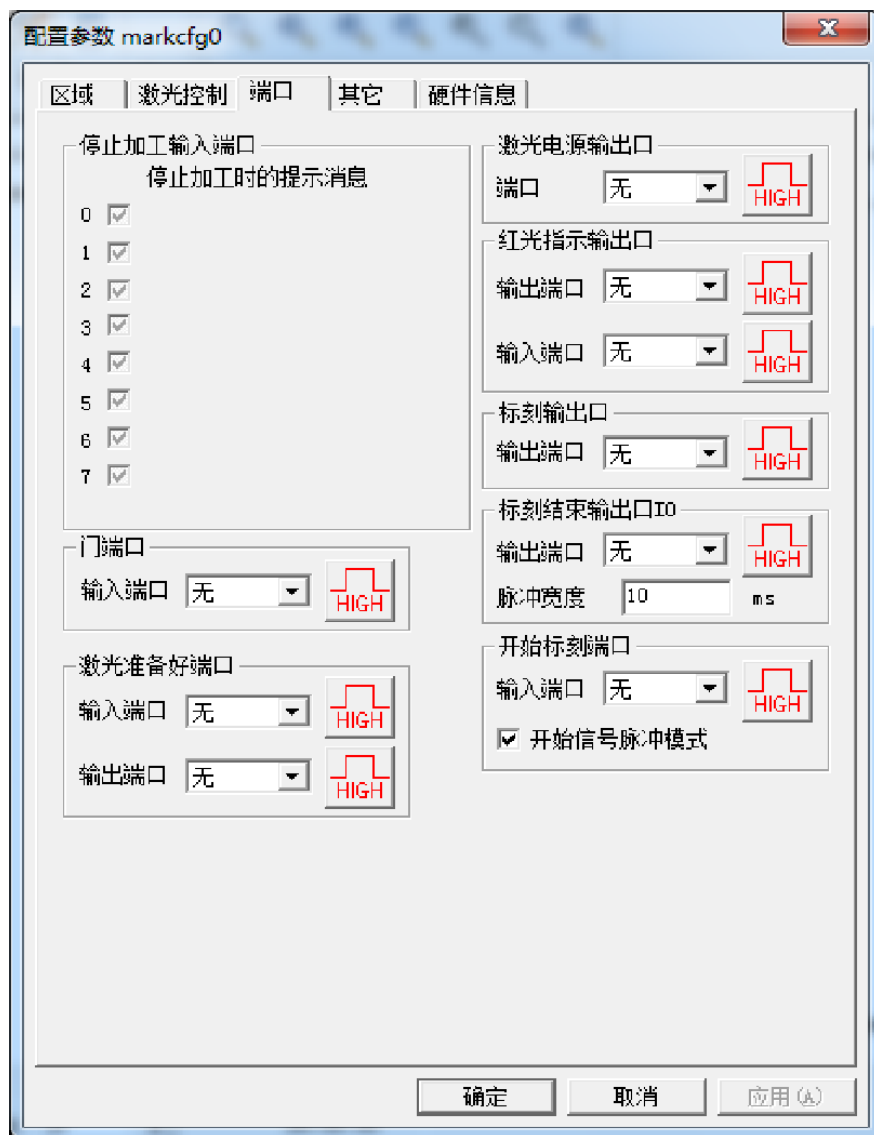 配置参数 markcfg0
区域 激光控制 端口 其它 硬件信息
停止加工输入端口
停止加工时的提示消息
0
1
2
3
4
5
6
7
门端口
输入端口 无 HIGH
激光准备好端口
输入端口 无 HIGH
输出端口 无 HIGH
激光电源输出口
端口 无 HIGH
红光指示输出口
输出端口 无 HIGH
输入端口 无 HIGH
标刻输出口
输出端口 无 HIGH
标刻结束输出口IO
输出端口 无 HIGH
脉冲宽度 10 ms
开始标刻端口
输入端口 无 HIGH
开始信号脉冲模式
确定 取消 应用(A)